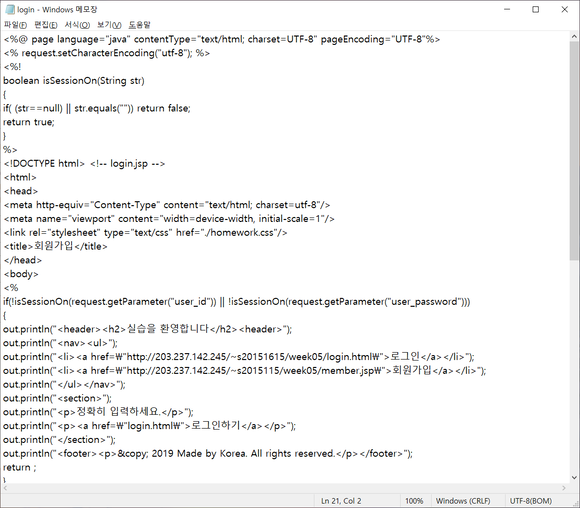 login - Windows 메모장
파일(F) 편집(E) 서식(O) 보기(V) 도움말
<%@ page language="java" contentType="text/html; charset=UTF-8" pageEncoding="UTF-8"%>
<% request.setCharacterEncoding("utf-8"); %>
<%!
boolean isSessionOn(String str)
{
if( (str==null) || str.equals("")) return false;
return true;
}
%>
<!DOCTYPE html> <!-- login.jsp -->
<html>
<head>
<meta http-equiv="Content-Type" content="text/html; charset=utf-8"/>
<meta name="viewport" content="width=device-width, initial-scale=1"/>
<link rel="stylesheet" type="text/css" href="./homework.css"/>
<title>회원가입</title>
</head>
<body>
<%
if(!isSessionOn(request.getParameter("user_id")) || !isSessionOn(request.getParameter("user_password")))
{
out.println("<header><h2>실습을 환영합니다</h2><header>");
out.println("<nav><ul>");
out.println("<li><a href=₩"http://203.237.142.245/~s20151615/week05/login.html₩">로그인</a></li>");
out.println("<li><a href=₩"http://203.237.142.245/~s2015115/week05/member.jsp₩">회원가입</a></li>");
out.println("</ul></nav>");
out.println("<section>");
out.println("<p>정확히 입력하세요.</p>");
out.println("<p><a href=₩"login.html₩">로그인하기</a></p>");
out.println("</section>");
out.println("<footer><p>&copy; 2019 Made by Korea. All rights reserved.</p></footer>");
return ;
}
Ln 21, Col 2 100% Windows (CRLF) UTF-8(BOM)